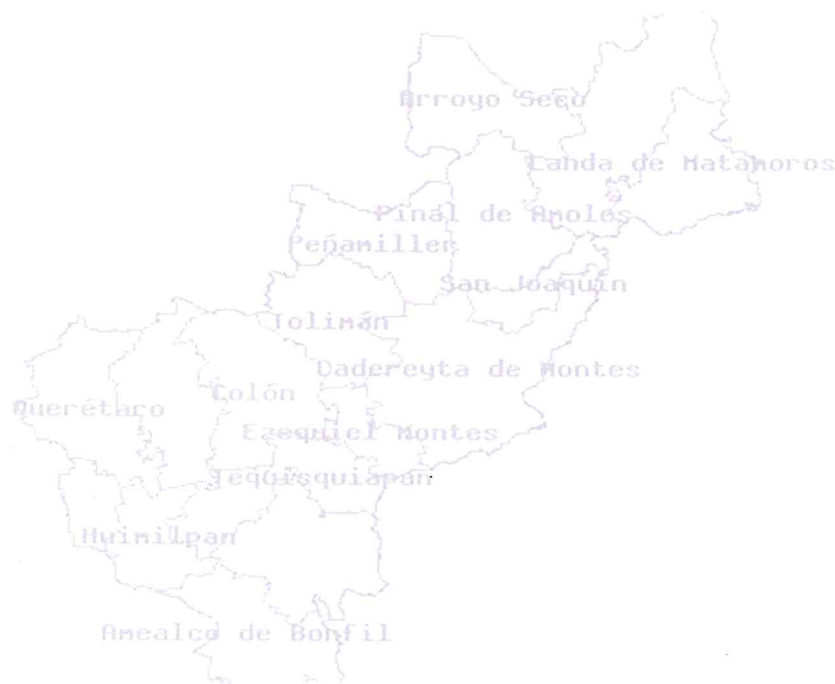 Arroyo Seco
Landa de Matamoros
Pinal de Amoles
Peñamiller
San Joaquín
Tolimán
Cadereyta de Montes
Colón
Querétaro
Ezequiel Montes
Tequisquiapan
Huimilpan
Amealco de Bonfil